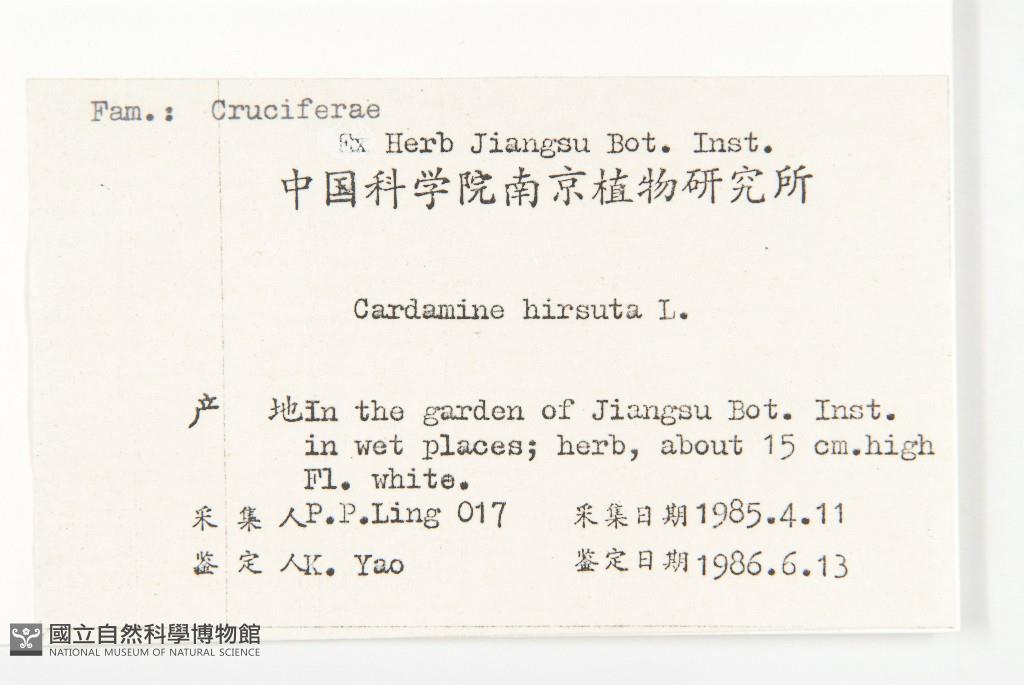 Fam.: Cruciferae
Ex Herb Jiangsu Bot. Inst.
中国科学院南京植物研究所
Cardamine hirsuta L.
产 地In the garden of Jiangsu Bot. Inst.
in wet places; herb, about 15 cm.high
Fl. white.
采 集 人P.P.Ling 017 采集日期1985.4.11
鉴 定 人K. Yao 鉴定日期1986.6.13
國立自然科學博物館
NATIONAL MUSEUM OF NATURAL SCIENCE